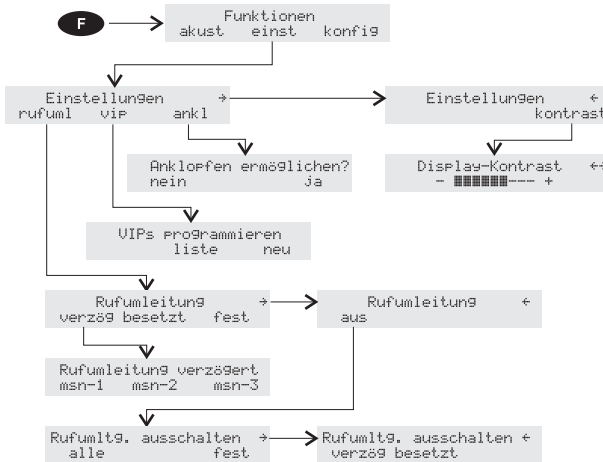 F
Funktionen
akust einst konfig
Einstellungen →
rufuml vip ankl
Einstellungen ←
kontrast
Anklopfen ermöglichen?
nein ja
Display-Kontrast ↔
- ▦▦▦▦▦▦--- +
VIPs programmieren
liste neu
Rufumleitung →
verzög besetzt fest
Rufumleitung ←
aus
Rufumleitung verzögert
msn-1 msn-2 msn-3
Rufumltg. ausschalten →
alle fest
Rufumltg. ausschalten ←
verzög besetzt